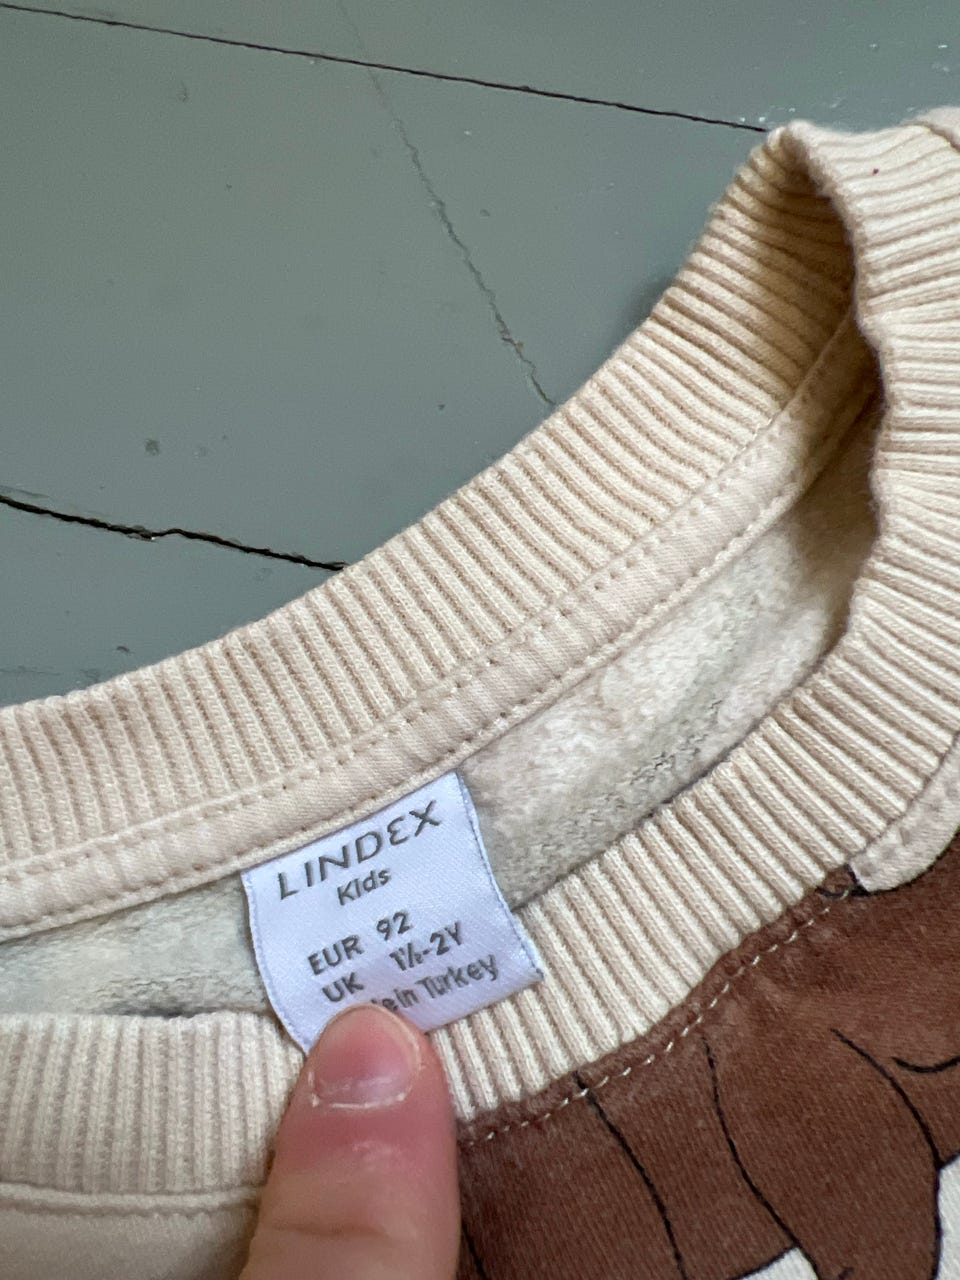 LINDEX
Kids
EUR 92
UK 1½-2Y
in Turkey